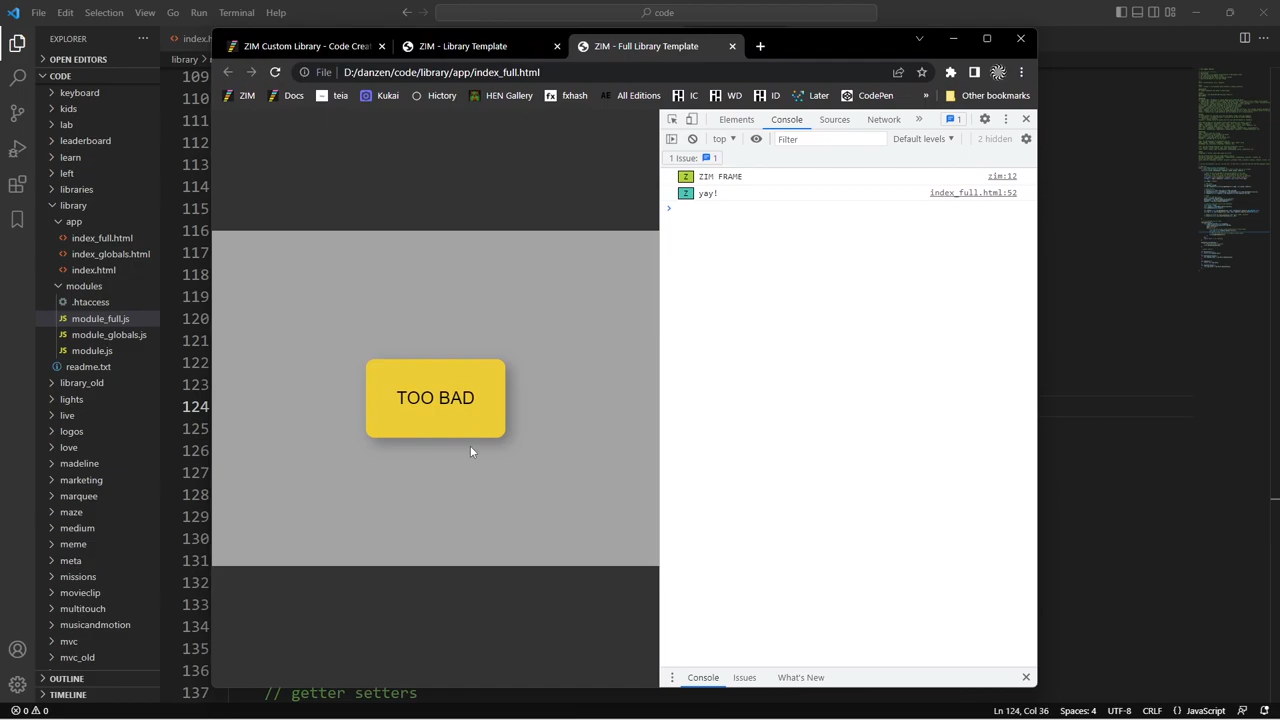 File Edit Selection View Go Run Terminal Help
code
EXPLORER
OPEN EDITORS
CODE
keyboard
kids
lab
leaderboard
learn
left
libraries
library
app
index_full.html
index_globals.html
index.html
modules
.htaccess
module_full.js
module_globals.js
module.js
readme.txt
library_old
lights
live
logos
love
madeline
marketing
marquee
maze
medium
meme
meta
missions
movieclip
multitouch
musicandmotion
mvc
mvc_old
OUTLINE
TIMELINE
index.h
library
109
110
111
112
113
114
115
116
117
118
119
120
121
122
123
124
125
126
127
128
129
130
131
132
133
134
135
136
137 // getter setters
ZIM Custom Library - Code Creat
ZIM - Library Template
ZIM - Full Library Template
File D:/danzen/code/library/app/index_full.html
ZIM Docs teia Kukai Hictory HEN Gallery fxhash All Editions IC WD ID Later CodePen » Other bookmarks
TOO BAD
Elements Console Sources Network » 1
top Filter Default levels 2 hidden
1 Issue: 1
Z ZIM FRAME zim:12
Z yay! index_full.html:52
Console Issues What's New
0 0 Ln 124, Col 36 Spaces: 4 UTF-8 CRLF JavaScript